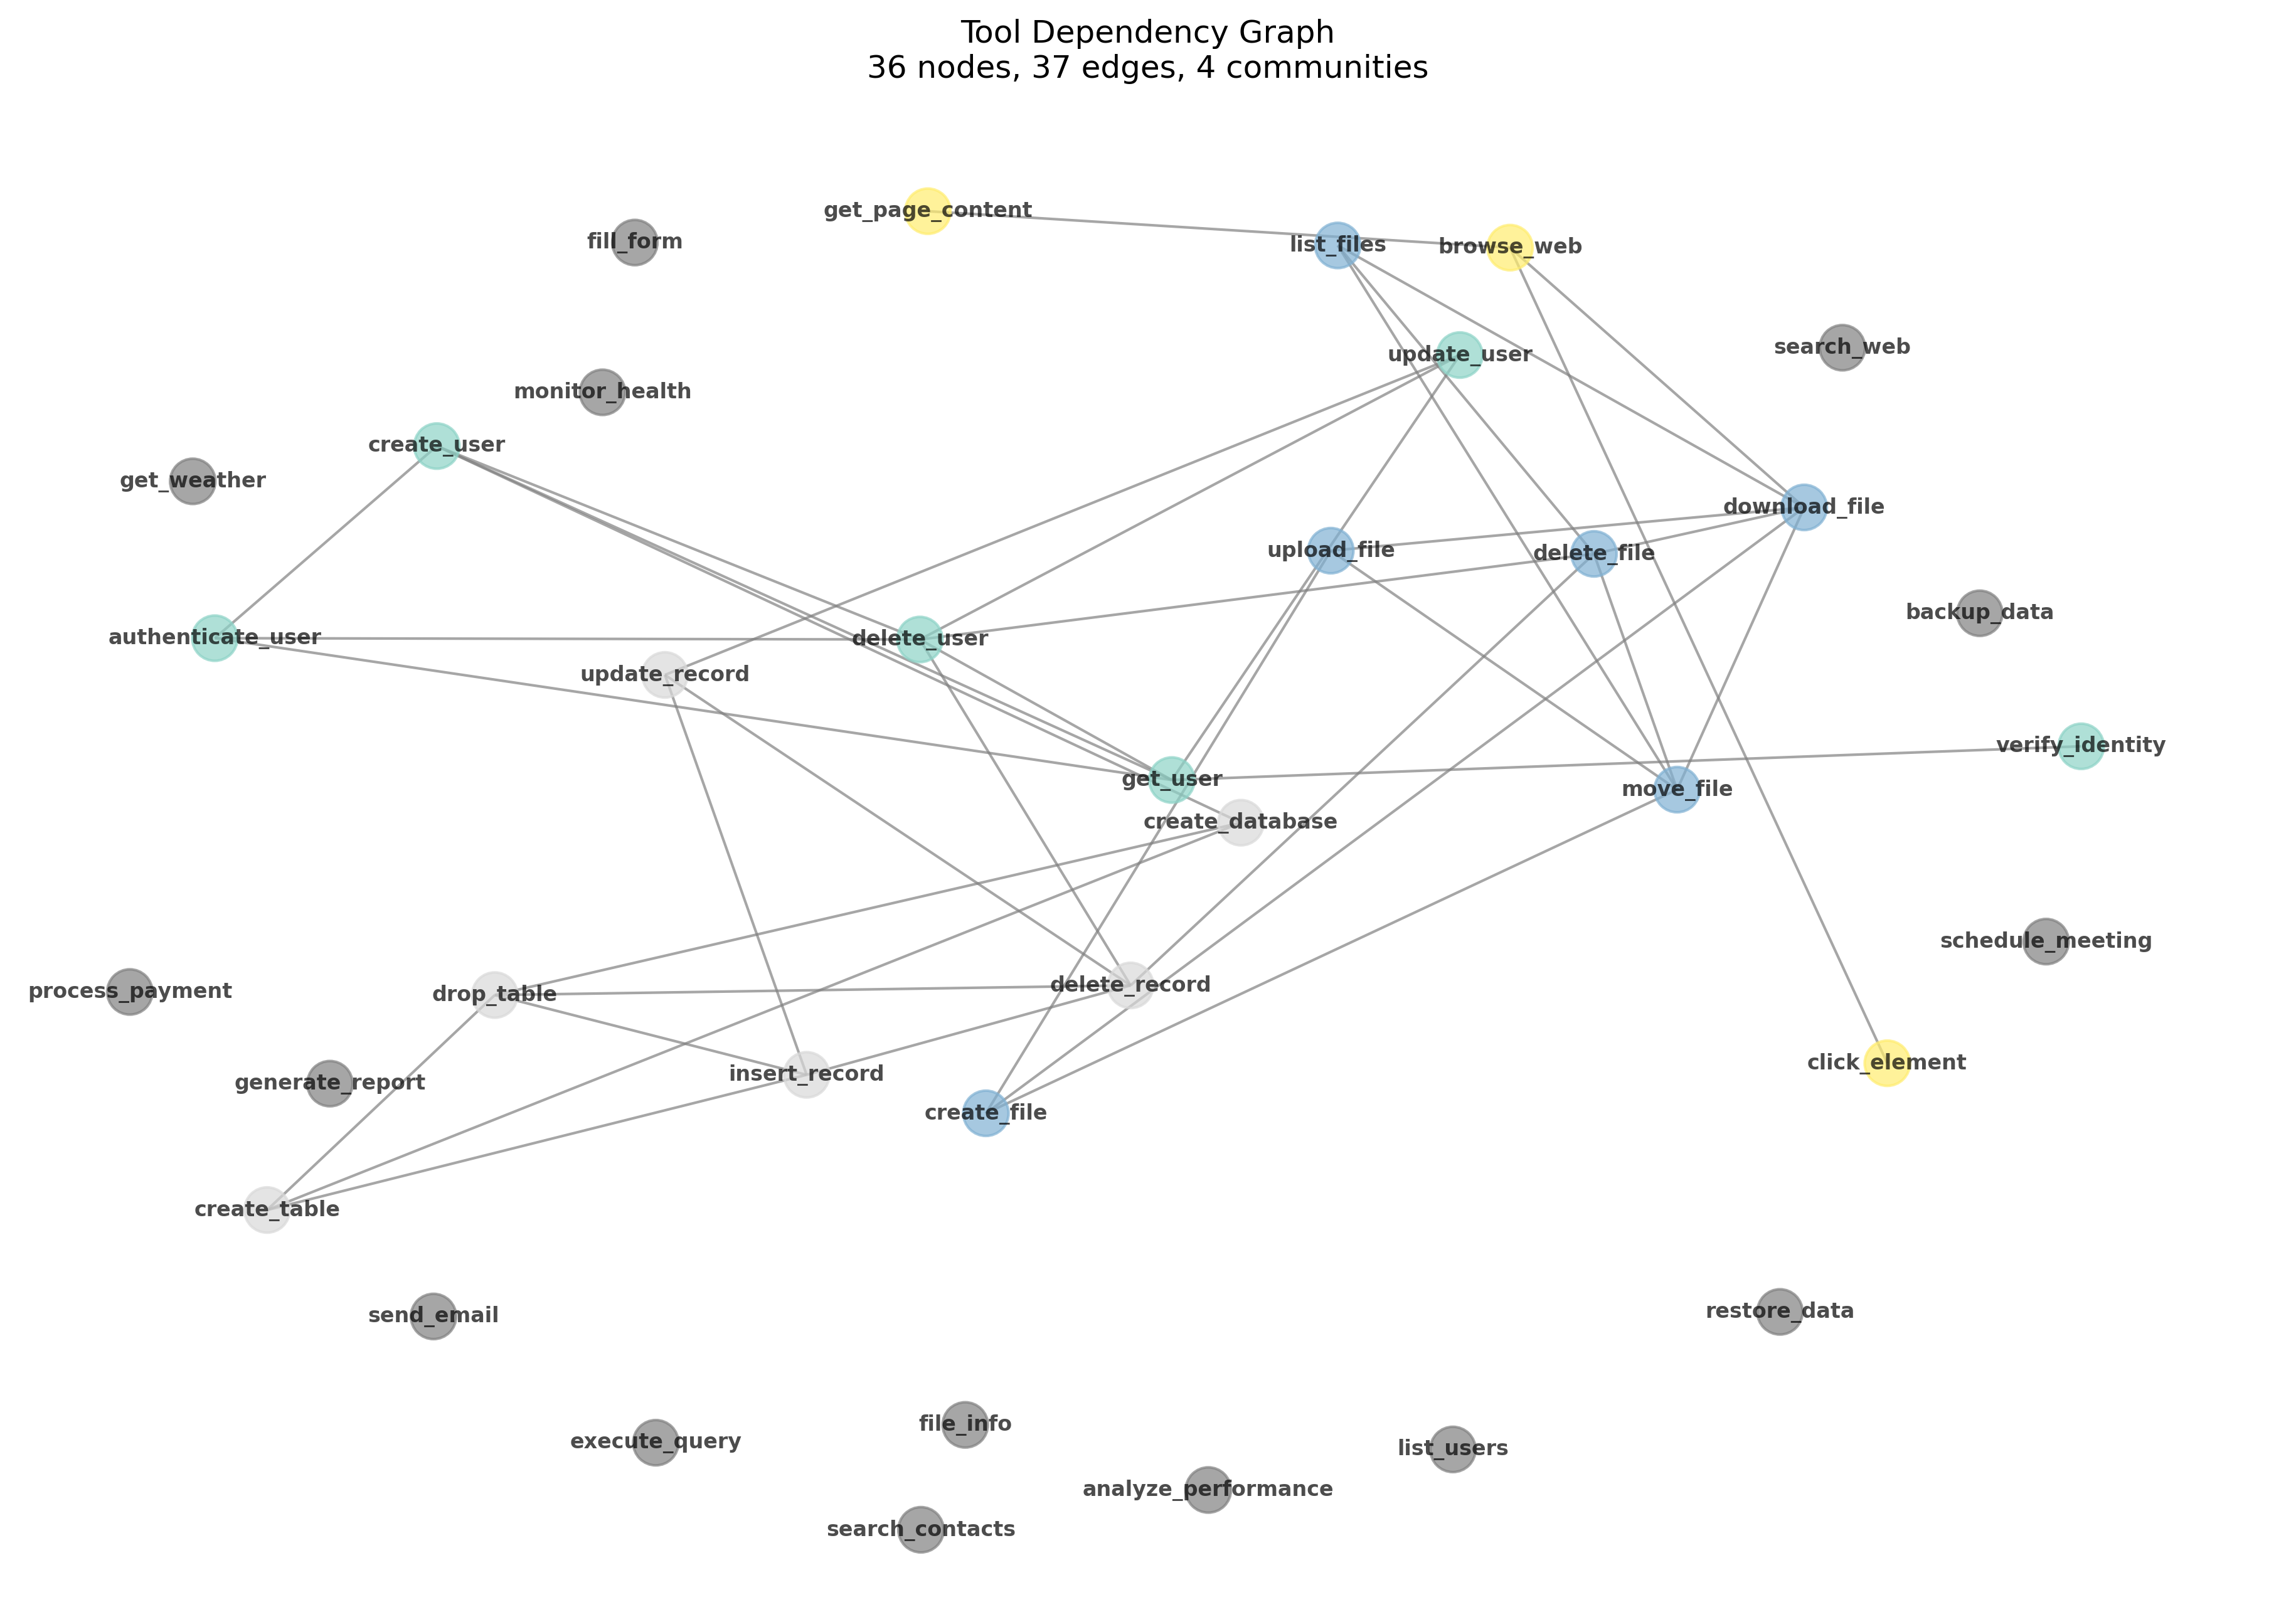 Tool Dependency Graph
36 nodes, 37 edges, 4 communities
get_page_content
fill_form
list_files
browse_web
update_user
search_web
monitor_health
create_user
get_weather
download_file
upload_file
delete_file
backup_data
authenticate_user
delete_user
update_record
verify_identity
get_user
move_file
create_database
schedule_meeting
process_payment
drop_table
delete_record
click_element
insert_record
generate_report
create_file
create_table
restore_data
send_email
file_info
execute_query
list_users
analyze_performance
search_contacts